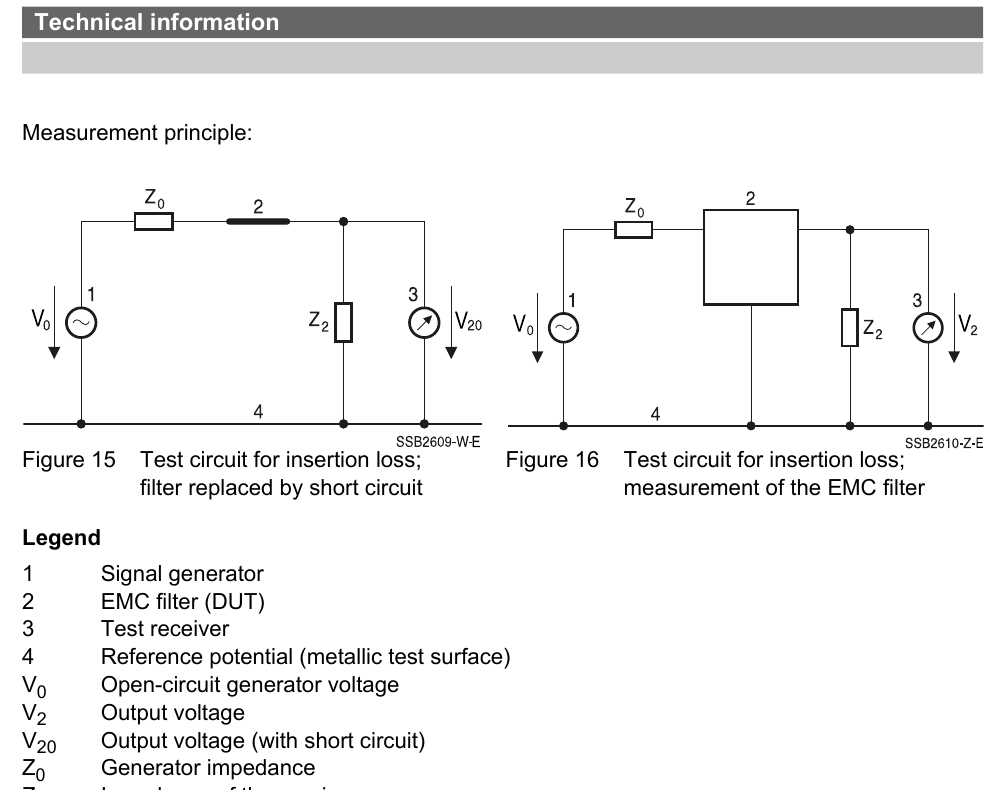 Technical information
Measurement principle:
Z0
2
1
V0
Z2
3
V20
4
SSB2609-W-E
Figure 15 Test circuit for insertion loss;
filter replaced by short circuit
Z0
2
1
V0
Z2
3
V2
4
SSB2610-Z-E
Figure 16 Test circuit for insertion loss;
measurement of the EMC filter
Legend
1 Signal generator
2 EMC filter (DUT)
3 Test receiver
4 Reference potential (metallic test surface)
V0 Open-circuit generator voltage
V2 Output voltage
V20 Output voltage (with short circuit)
Z0 Generator impedance